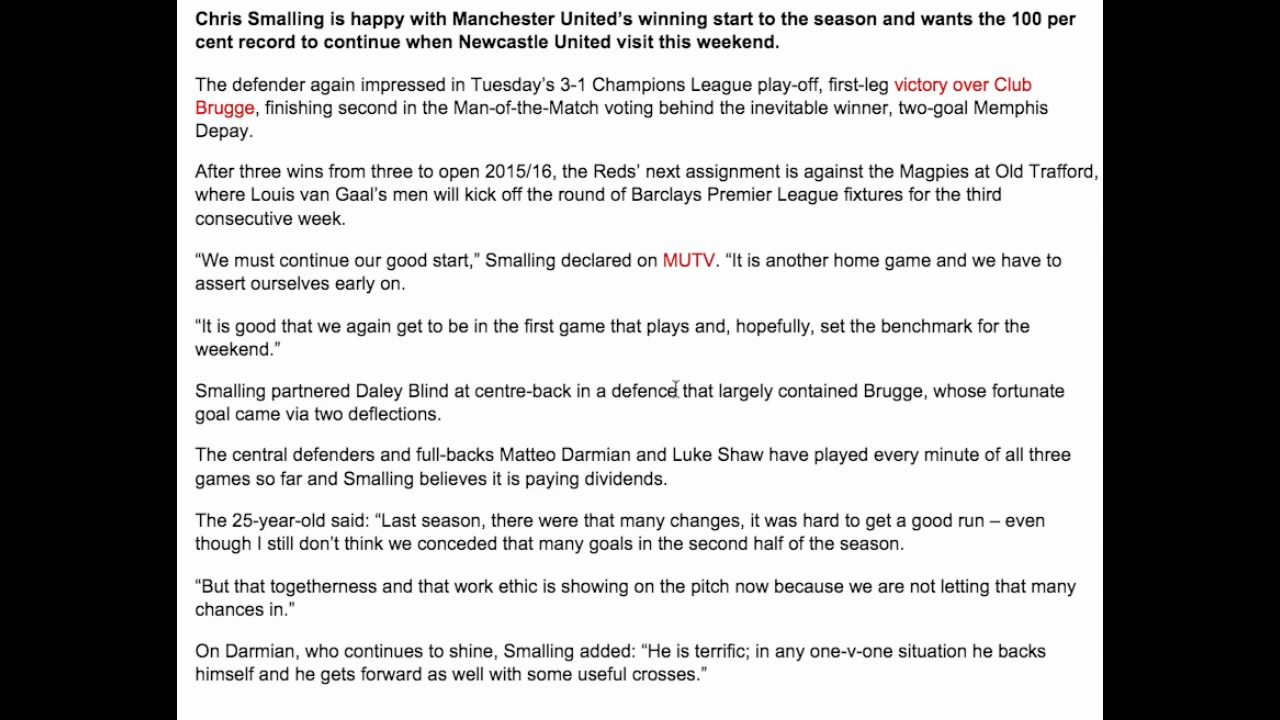 Chris Smalling is happy with Manchester United’s winning start to the season and wants the 100 per
cent record to continue when Newcastle United visit this weekend.
The defender again impressed in Tuesday’s 3-1 Champions League play-off, first-leg victory over Club
Brugge, finishing second in the Man-of-the-Match voting behind the inevitable winner, two-goal Memphis
Depay.
After three wins from three to open 2015/16, the Reds’ next assignment is against the Magpies at Old Trafford,
where Louis van Gaal’s men will kick off the round of Barclays Premier League fixtures for the third
consecutive week.
“We must continue our good start,” Smalling declared on MUTV. “It is another home game and we have to
assert ourselves early on.
“It is good that we again get to be in the first game that plays and, hopefully, set the benchmark for the
weekend.”
Smalling partnered Daley Blind at centre-back in a defence that largely contained Brugge, whose fortunate
goal came via two deflections.
The central defenders and full-backs Matteo Darmian and Luke Shaw have played every minute of all three
games so far and Smalling believes it is paying dividends.
The 25-year-old said: “Last season, there were that many changes, it was hard to get a good run – even
though I still don’t think we conceded that many goals in the second half of the season.
“But that togetherness and that work ethic is showing on the pitch now because we are not letting that many
chances in.”
On Darmian, who continues to shine, Smalling added: “He is terrific; in any one-v-one situation he backs
himself and he gets forward as well with some useful crosses.”